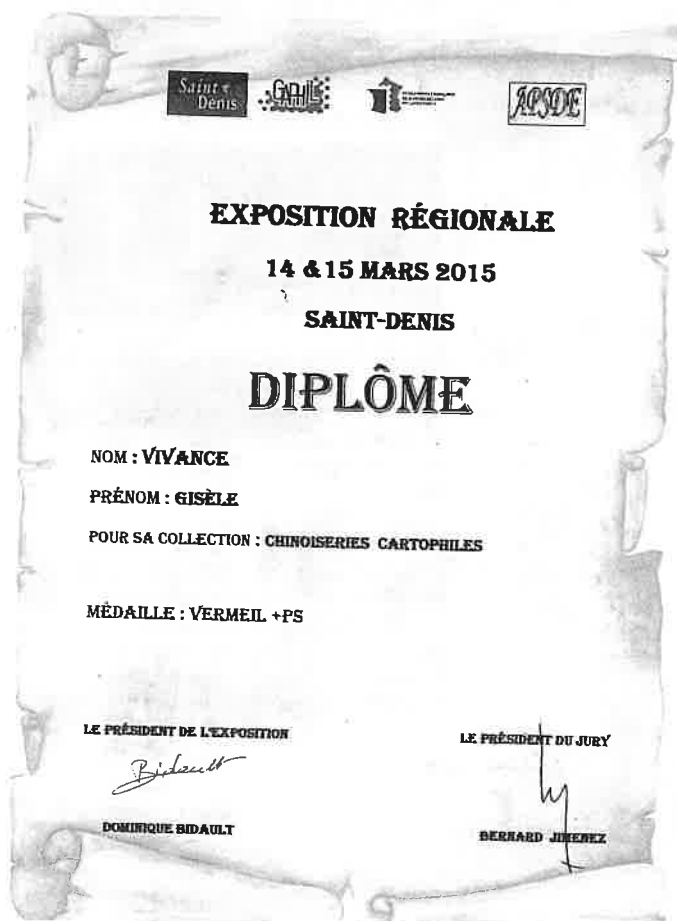 Saint
Denis
GAPHIL
APSDE
EXPOSITION RÉGIONALE
14 & 15 MARS 2015
SAINT-DENIS
DIPLÔME
NOM : VIVANCE
PRÉNOM : GISÈLE
POUR SA COLLECTION : CHINOISERIES CARTOPHILES
MÉDAILLE : VERMEIL +PS
LE PRÉSIDENT DE L'EXPOSITION
LE PRÉSIDENT DU JURY
Bidault
DOMINIQUE BIDAULT
BERNARD JIMENEZ